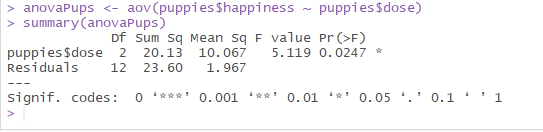 > anovaPups <- aov(puppies$happiness ~ puppies$dose)
> summary(anovaPups)
             Df Sum Sq Mean Sq F value Pr(>F)
puppies$dose  2  20.13  10.067   5.119 0.0247 *
Residuals    12  23.60   1.967
---
Signif. codes:  0 ‘***’ 0.001 ‘**’ 0.01 ‘*’ 0.05 ‘.’ 0.1 ‘ ’ 1
>